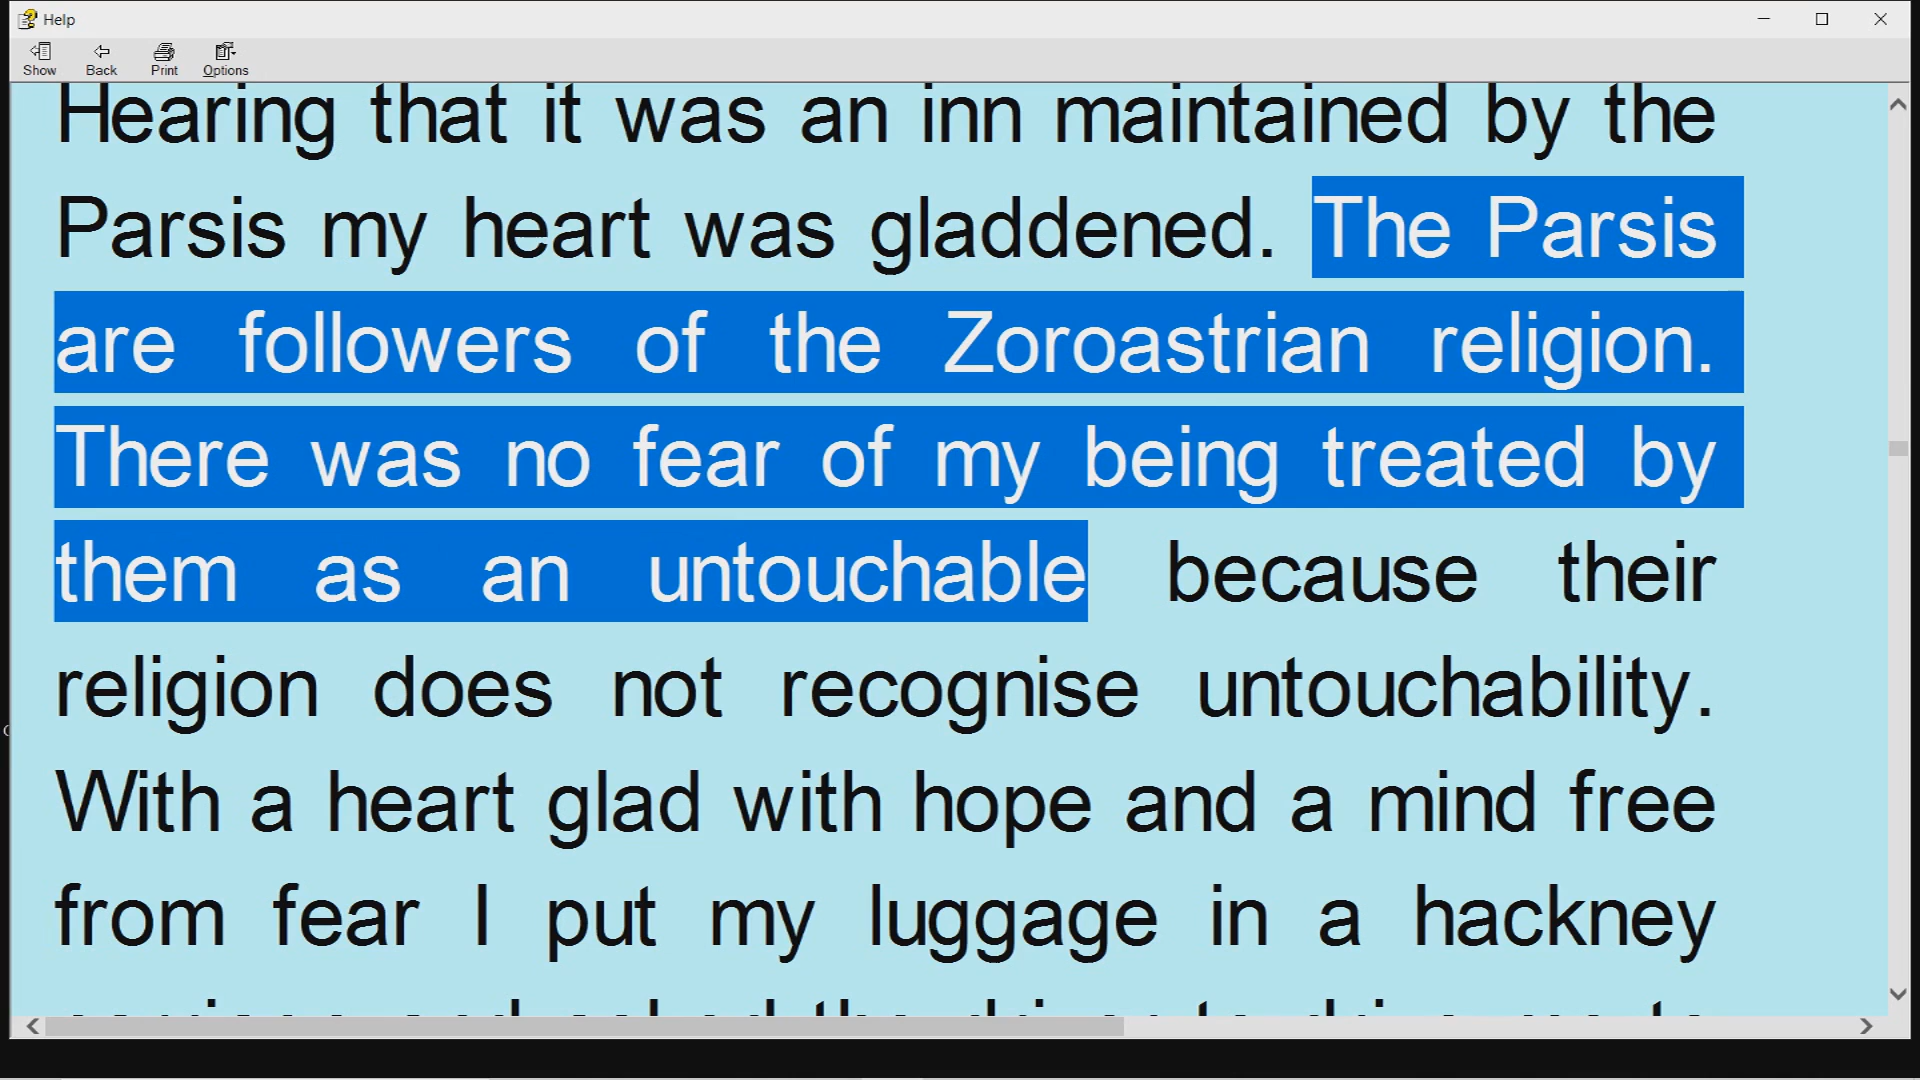 Help
Show Back Print Options
Hearing that it was an inn maintained by the
Parsis my heart was gladdened. The Parsis
are followers of the Zoroastrian religion.
There was no fear of my being treated by
them as an untouchable because their
religion does not recognise untouchability.
With a heart glad with hope and a mind free
from fear I put my luggage in a hackney